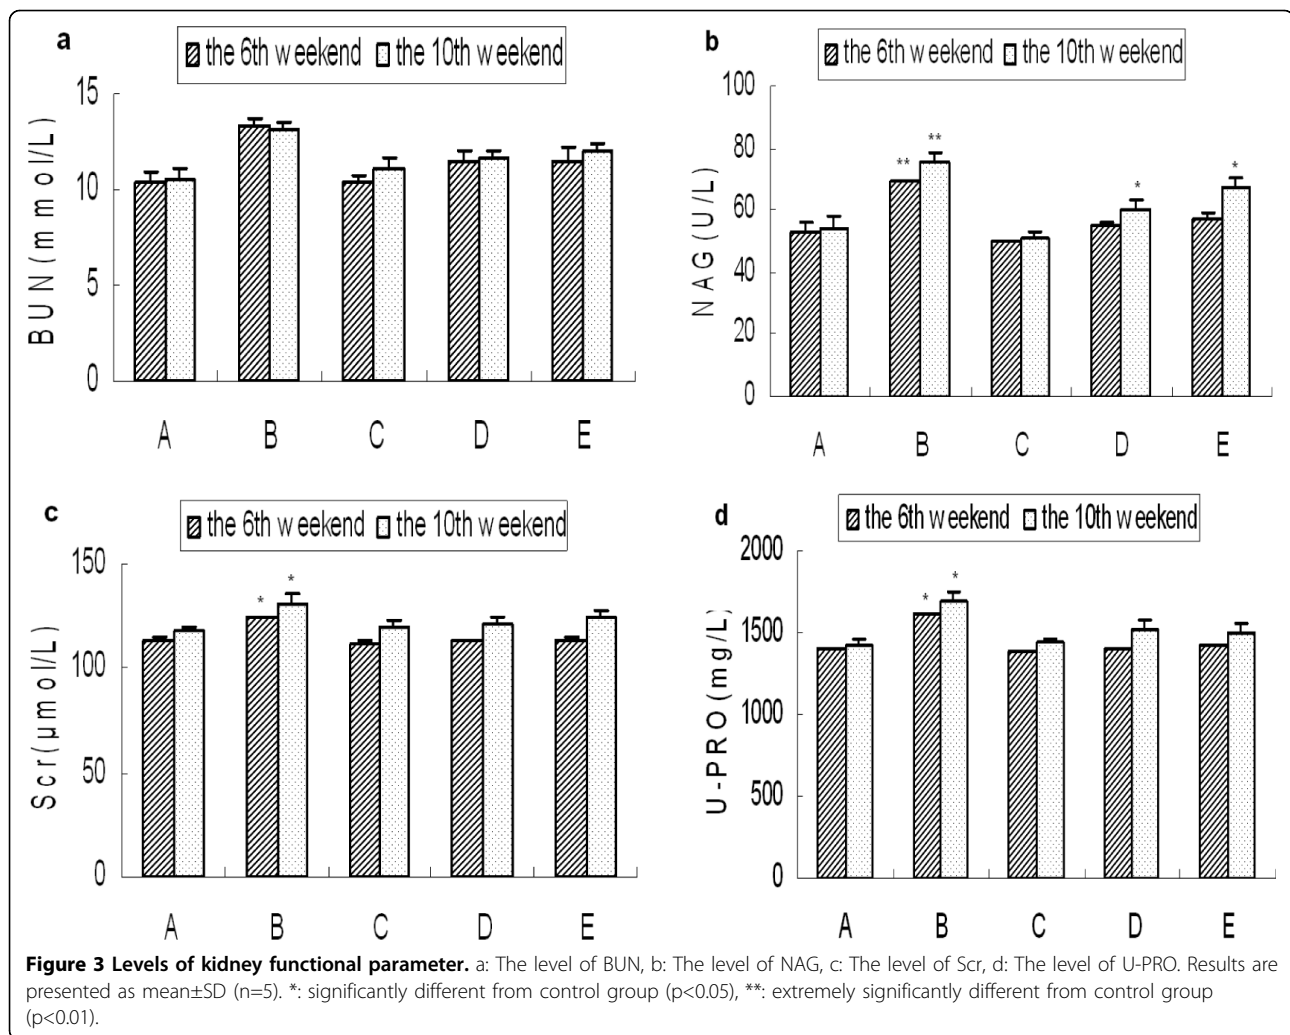 a
the 6th weekend the 10th weekend
BUN(mmol/L)
15
10
5
0
A B C D E
b
the 6th weekend the 10th weekend
NAG(U/L)
100
80
60
40
20
0
** ** * *
A B C D E
c
the 6th weekend the 10th weekend
Scr(μmol/L)
150
100
50
0
* *
A B C D E
d
the 6th weekend the 10th weekend
U-PRO(mg/L)
2000
1500
1000
500
0
* *
A B C D E
Figure 3 Levels of kidney functional parameter. a: The level of BUN, b: The level of NAG, c: The level of Scr, d: The level of U-PRO. Results are
presented as mean±SD (n=5). *: significantly different from control group (p<0.05), **: extremely significantly different from control group
(p<0.01).